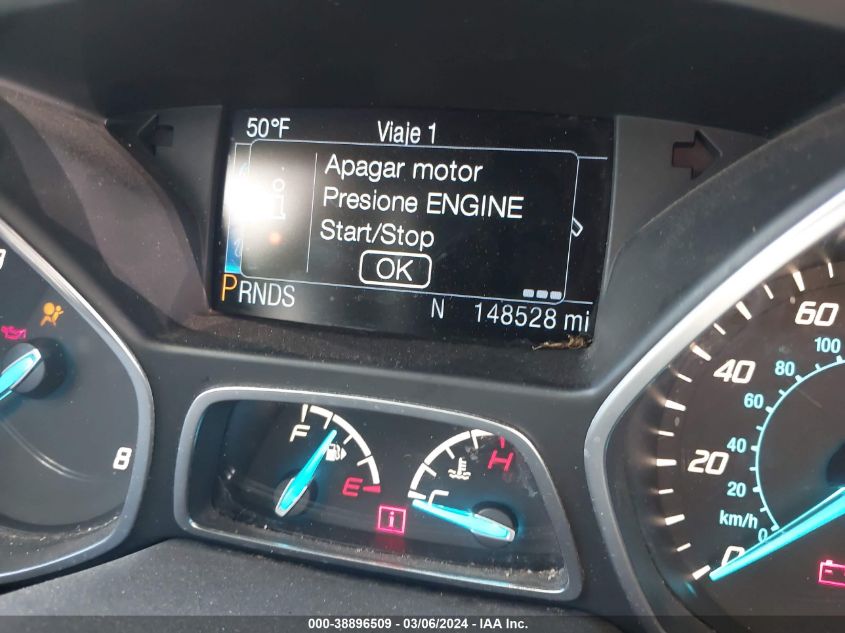 50°F Viaje 1
Apagar motor
Presione ENGINE
Start/Stop
OK
PRNDS N 148528 mi
8
F E
C H
i
60
40
20
0
100
80
60
40
20
km/h
0
000-38896509 - 03/06/2024 - IAA Inc.